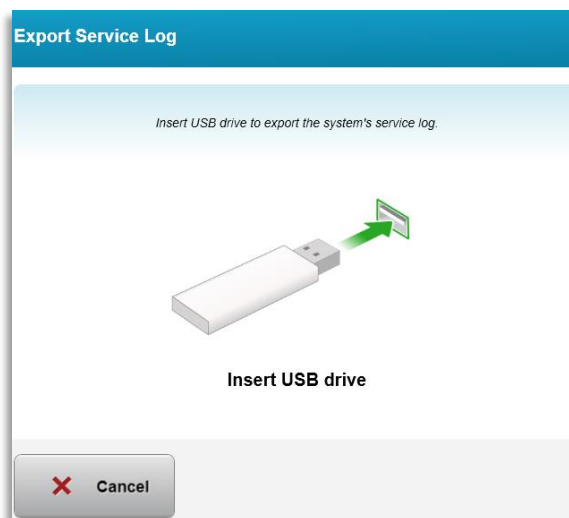 Export Service Log
Insert USB drive to export the system's service log.
Insert USB drive
Cancel